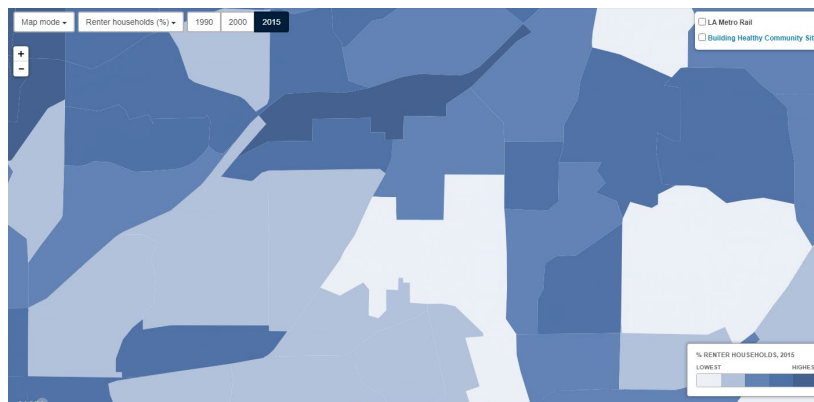 Map mode
Renter households (%)
1990
2000
2015
LA Metro Rail
Building Healthy Community Sit
+
−
% RENTER HOUSEHOLDS, 2015
LOWEST
HIGHES